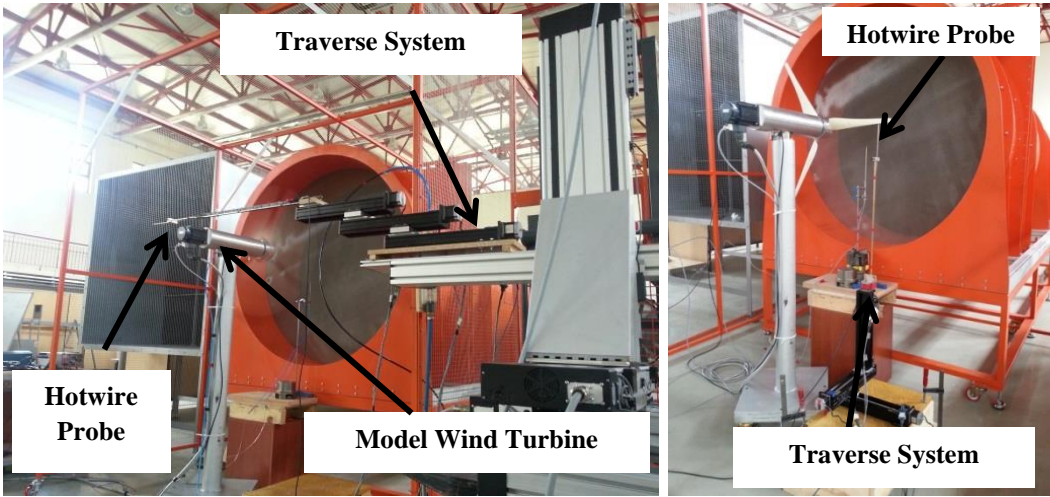 Traverse System
Hotwire
Probe
Model Wind Turbine
Hotwire Probe
Traverse System